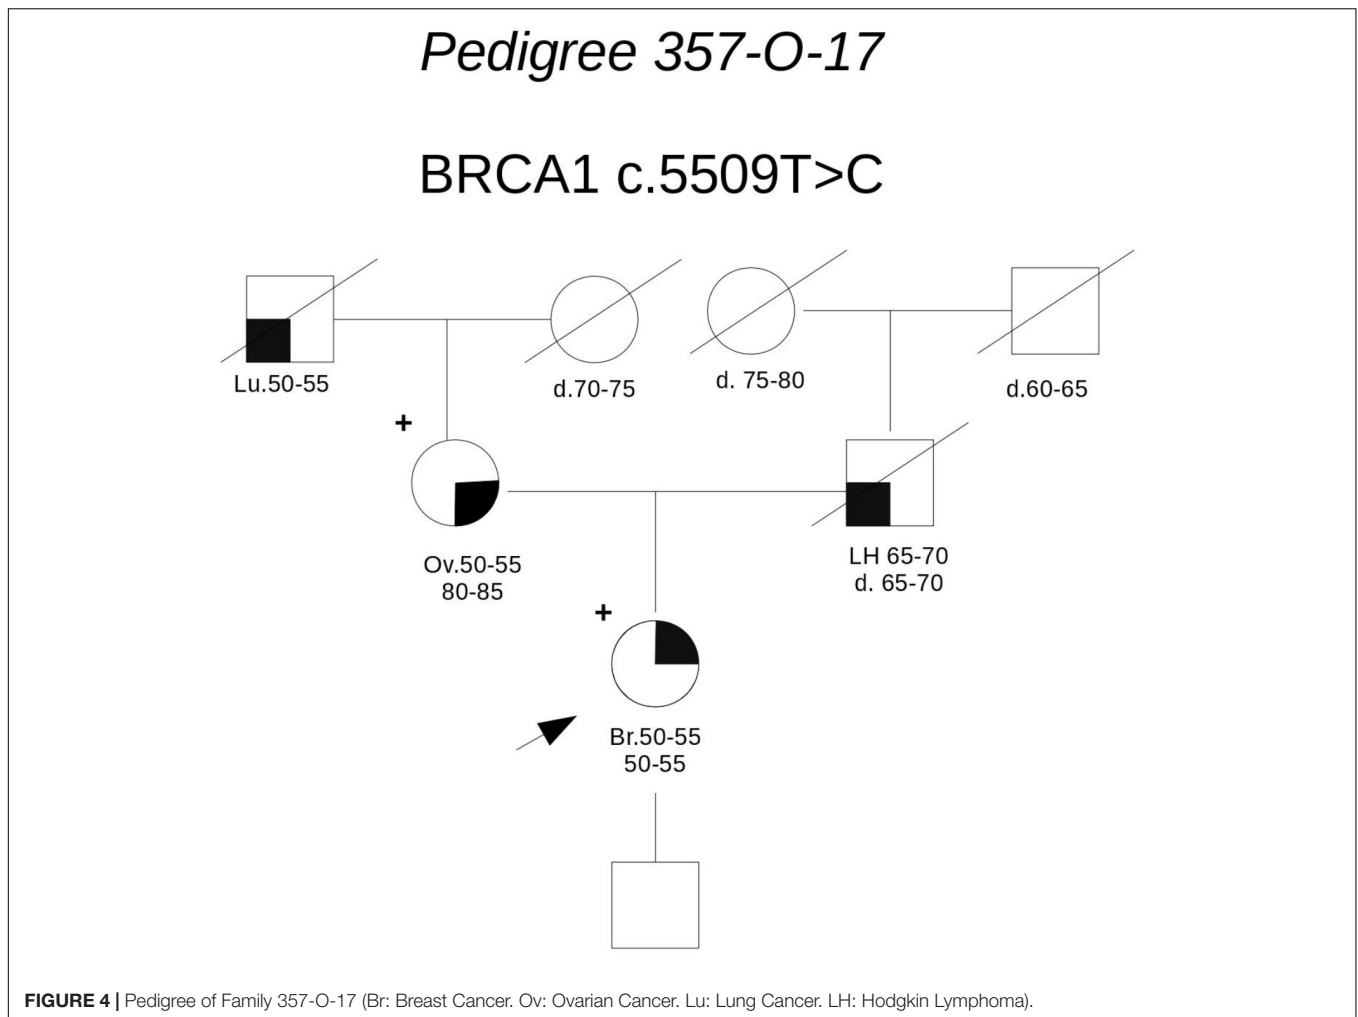 Pedigree 357-O-17
BRCA1 c.5509T>C
Lu.50-55
d.70-75
d. 75-80
d.60-65
+
Ov.50-55
80-85
LH 65-70
d. 65-70
+
Br.50-55
50-55
FIGURE 4 | Pedigree of Family 357-O-17 (Br: Breast Cancer. Ov: Ovarian Cancer. Lu: Lung Cancer. LH: Hodgkin Lymphoma).